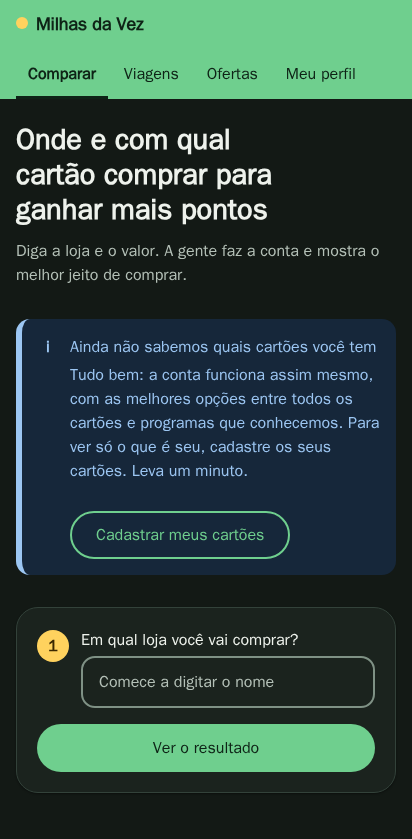 Milhas da Vez
Comparar Viagens Ofertas Meu perfil
Onde e com qual
cartão comprar para
ganhar mais pontos
Diga a loja e o valor. A gente faz a conta e mostra o
melhor jeito de comprar.
i Ainda não sabemos quais cartões você tem
Tudo bem: a conta funciona assim mesmo,
com as melhores opções entre todos os
cartões e programas que conhecemos. Para
ver só o que é seu, cadastre os seus
cartões. Leva um minuto.
Cadastrar meus cartões
1 Em qual loja você vai comprar?
Comece a digitar o nome
Ver o resultado